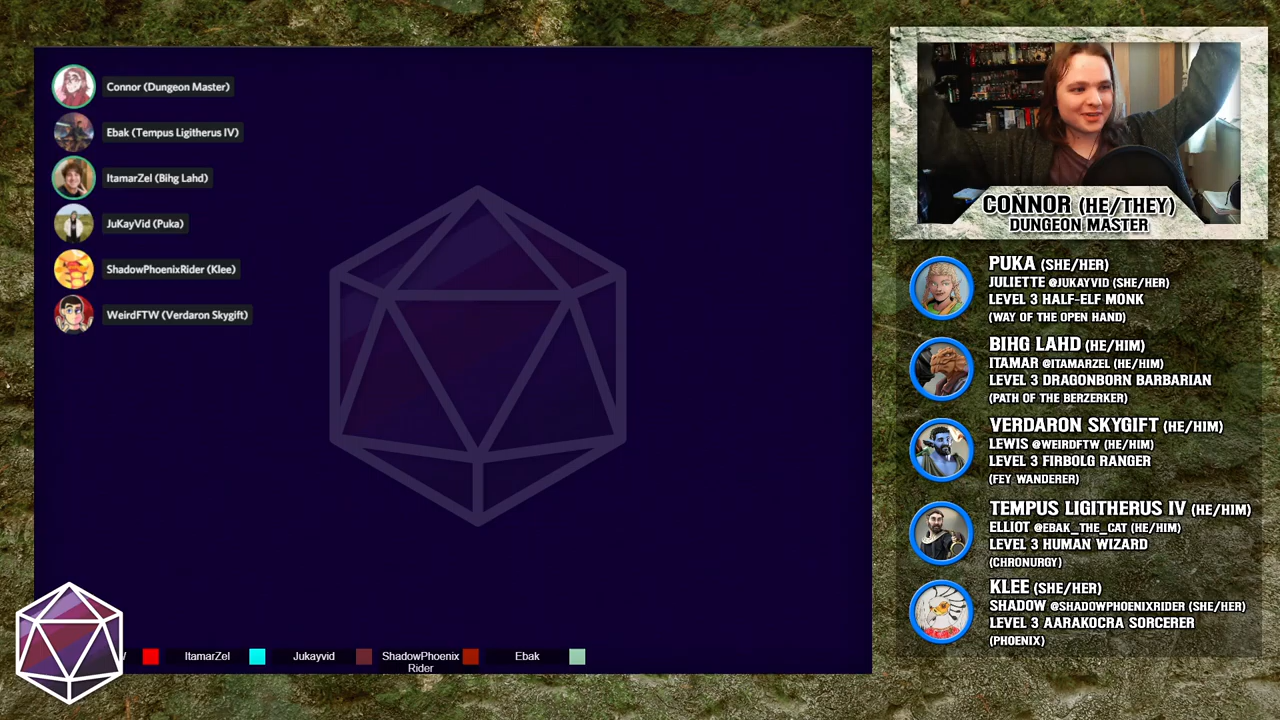 Connor (Dungeon Master)
Ebak (Tempus Ligitherus IV)
ItamarZel (Bihg Lahd)
JuKayVid (Puka)
ShadowPhoenixRider (Klee)
WeirdFTW (Verdaron Skygift)
ItamarZel
Jukayvid
ShadowPhoenix
Rider
Ebak
CONNOR (HE/THEY)
DUNGEON MASTER
PUKA (SHE/HER)
JULIETTE @JUKAYVID (SHE/HER)
LEVEL 3 HALF-ELF MONK
(WAY OF THE OPEN HAND)
BIHG LAHD (HE/HIM)
ITAMAR @ITAMARZEL (HE/HIM)
LEVEL 3 DRAGONBORN BARBARIAN
(PATH OF THE BERZERKER)
VERDARON SKYGIFT (HE/HIM)
LEWIS @WEIRDFTW (HE/HIM)
LEVEL 3 FIRBOLG RANGER
(FEY WANDERER)
TEMPUS LIGITHERUS IV (HE/HIM)
ELLIOT @EBAK_THE_CAT (HE/HIM)
LEVEL 3 HUMAN WIZARD
(CHRONURGY)
KLEE (SHE/HER)
SHADOW @SHADOWPHOENIXRIDER (SHE/HER)
LEVEL 3 AARAKOCRA SORCERER
(PHOENIX)